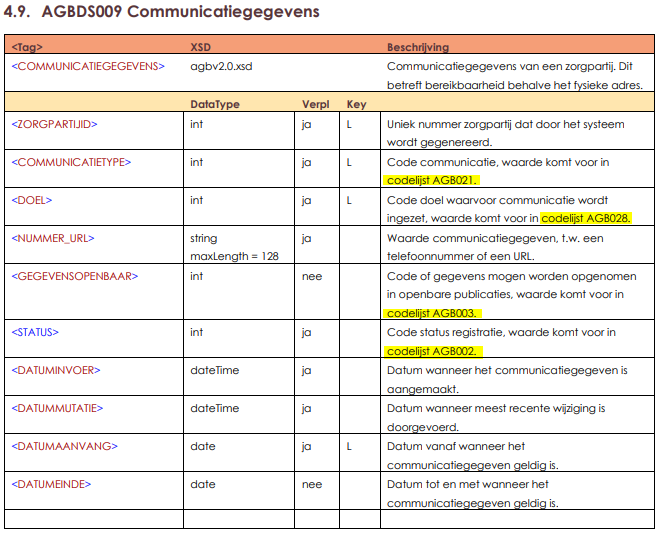 4.9. AGBDS009 Communicatiegegevens
<Tag> XSD Beschrijving
<COMMUNICATIEGEGEVENS> agbv2.0.xsd Communicatiegegevens van een zorgpartij. Dit
betreft bereikbaarheid behalve het fysieke adres.
DataType Verpl Key
<ZORGPARTIJID> int ja L Uniek nummer zorgpartij dat door het systeem
wordt gegenereerd.
<COMMUNICATIETYPE> int ja L Code communicatie, waarde komt voor in
codelijst AGB021.
<DOEL> int ja L Code doel waarvoor communicatie wordt
ingezet, waarde komt voor in codelijst AGB028.
<NUMMER_URL> string ja Waarde communicatiegegeven, t.w. een
maxLength = 128 telefoonnummer of een URL.
<GEGEVENSOPENBAAR> int nee Code of gegevens mogen worden opgenomen
in openbare publicaties, waarde komt voor in
codelijst AGB003.
<STATUS> int ja Code status registratie, waarde komt voor in
codelijst AGB002.
<DATUMINVOER> dateTime ja Datum wanneer het communicatiegegeven is
aangemaakt.
<DATUMMUTATIE> dateTime ja Datum wanneer meest recente wijziging is
doorgevoerd.
<DATUMAANVANG> date ja L Datum vanaf wanneer het
communicatiegegeven geldig is.
<DATUMEINDE> date nee Datum tot en met wanneer het
communicatiegegeven geldig is.